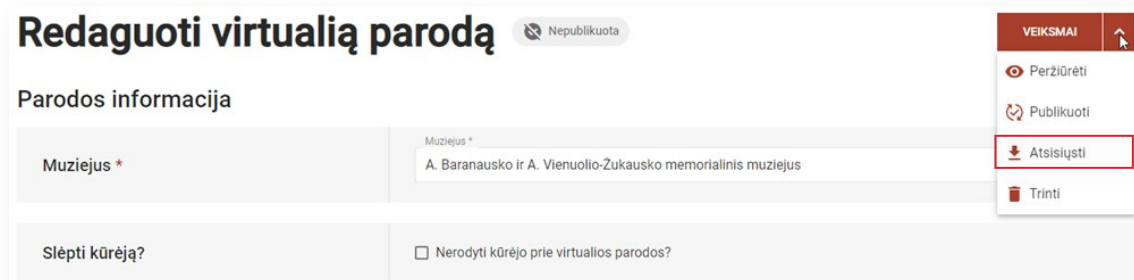 Redaguoti virtualią parodą
Nepublikuota
VEIKSMAI
Peržiūrėti
Publikuoti
Atsisiųsti
Trinti
Parodos informacija
Muziejus *
Muziejus *
A. Baranausko ir A. Vienuolio-Žukausko memorialinis muziejus
Slėpti kūrėją?
Nerodyti kūrėjo prie virtualios parodos?